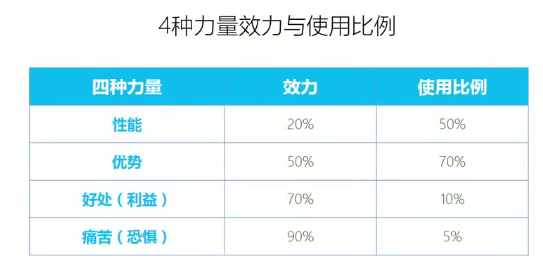 4种力量效力与使用比例
四种力量 效力 使用比例
性能 20% 50%
优势 50% 70%
好处（利益） 70% 10%
痛苦（恐惧） 90% 5%